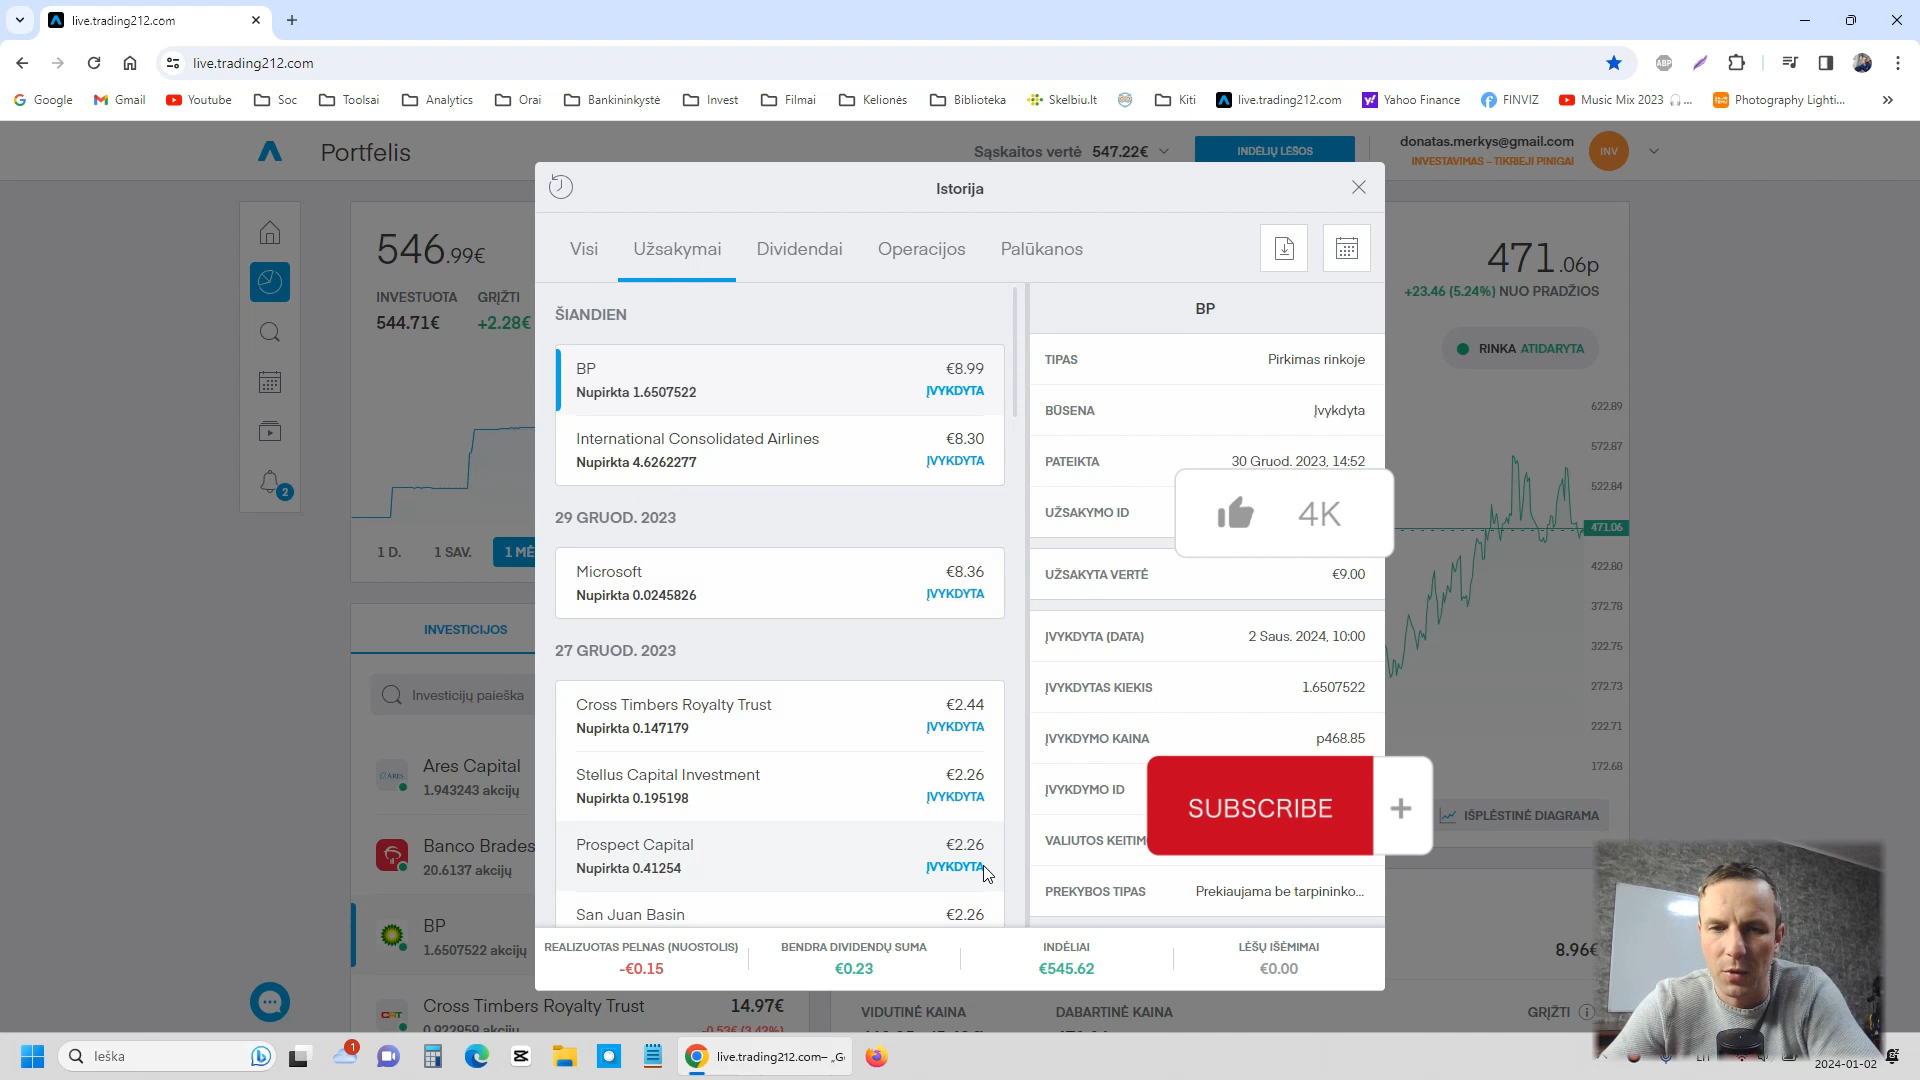 live.trading212.com
live.trading212.com
Google
Gmail
Youtube
Soc
Toolsai
Analytics
Orai
Bankininkystė
Invest
Filmai
Kelionės
Biblioteka
Skelbiu.lt
Kiti
live.trading212.com
Yahoo Finance
FINVIZ
Music Mix 2023 🎧 ...
Photography Lighti...
Portfelis
Sąskaitos vertė 547.22€
INDĖLIŲ LĖŠOS
donatas.merkys@gmail.com
INVESTAVIMAS – TIKRIEJI PINIGAI
INV
Istorija
Visi
Užsakymai
Dividendai
Operacijos
Palūkanos
546.99€
INVESTUOTA GRĮŽTI
544.71€ +2.28€
471.06p
+23.46 (5.24%) NUO PRADŽIOS
RINKA ATIDARYTA
ŠIANDIEN
BP €8.99
Nupirkta 1.6507522 ĮVYKDYTA
International Consolidated Airlines €8.30
Nupirkta 4.6262277 ĮVYKDYTA
29 GRUOD. 2023
Microsoft €8.36
Nupirkta 0.0245826 ĮVYKDYTA
27 GRUOD. 2023
Cross Timbers Royalty Trust €2.44
Nupirkta 0.147179 ĮVYKDYTA
Stellus Capital Investment €2.26
Nupirkta 0.195198 ĮVYKDYTA
Prospect Capital €2.26
Nupirkta 0.41254 ĮVYKDYTA
San Juan Basin €2.26
BP
TIPAS Pirkimas rinkoje
BŪSENA Įvykdyta
PATEIKTA 30 Gruod. 2023, 14:52
UŽSAKYMO ID
4K
UŽSAKYTA VERTĖ €9.00
ĮVYKDYTA (DATA) 2 Saus. 2024, 10:00
ĮVYKDYTAS KIEKIS 1.6507522
ĮVYKDYMO KAINA p468.85
ĮVYKDYMO ID
SUBSCRIBE +
VALIUTOS KEITIM
PREKYBOS TIPAS Prekiaujama be tarpininko...
REALIZUOTAS PELNAS (NUOSTOLIS)
-€0.15
BENDRA DIVIDENDŲ SUMA
€0.23
INDĖLIAI
€545.62
LĖŠŲ IŠĖMIMAI
€0.00
2
1 D.
1 SAV.
1 MĖ
INVESTICIJOS
Investicijų paieška
Ares Capital
1.943243 akcijų
Banco Brades
20.6137 akcijų
BP
1.6507522 akcijų
Cross Timbers Royalty Trust 14.97€
0.922959 akcijų -0.53€ (3.42%)
622.89
572.87
522.84
471.06
422.80
372.78
322.75
272.73
222.71
172.68
IŠPLĖSTINĖ DIAGRAMA
8.96€
VIDUTINĖ KAINA
DABARTINĖ KAINA
GRĮŽTI
Ieška
1
live.trading212.com–
2024-01-02